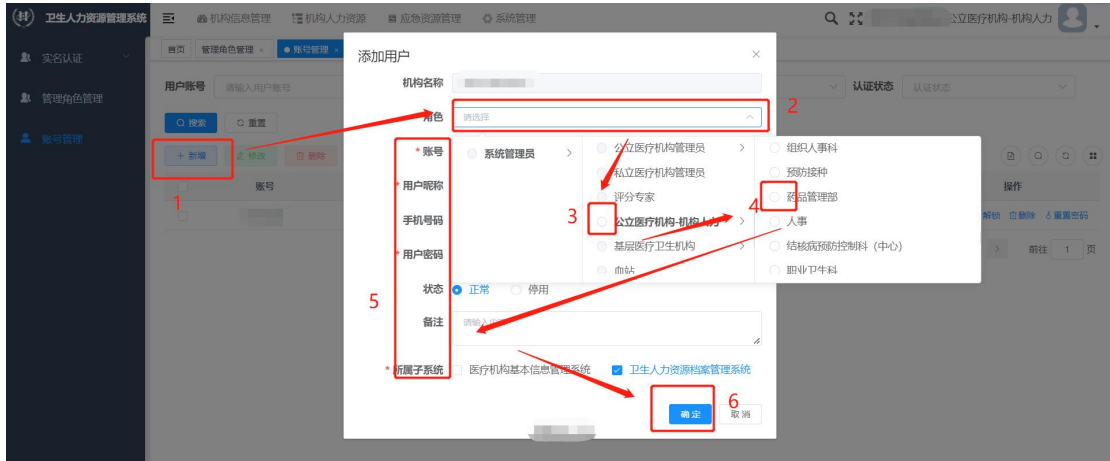 卫生人力资源管理系统 机构信息管理 机构人力资源 应急资源管理 系统管理 公立医疗机构-机构人力
实名认证
管理角色管理
账号管理
首页 管理角色管理 × 账号管理 ×
用户账号 请输入用户账号 认证状态 认证状态
搜索 重置
+ 新增 修改 删除
1
账号 操作
解锁 删除 重置密码
前往 1 页
添加用户 ×
机构名称
角色 请选择
2
* 账号
* 用户昵称
手机号码
* 用户密码
状态 正常 停用
备注
* 所属子系统 医疗机构基本信息管理系统 卫生人力资源档案管理系统
5
系统管理员 >
公立医疗机构管理员 >
私立医疗机构管理员
评分专家
公立医疗机构-机构人力 >
基层医疗卫生机构 >
血站
3
组织人事科
预防接种
药品管理部
人事
结核病预防控制科（中心）
职业卫生科
4
确定 取消
6